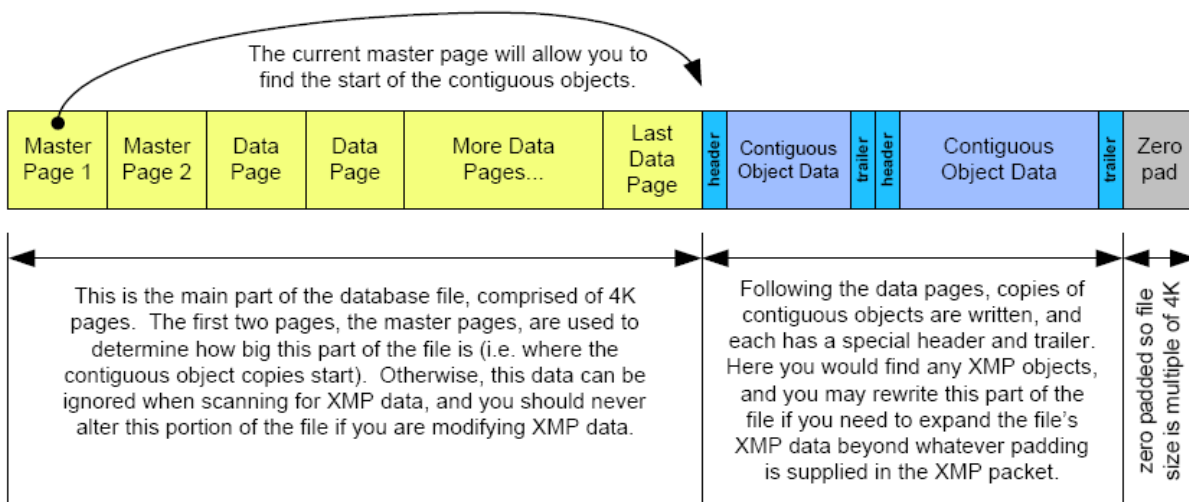 The current master page will allow you to
find the start of the contiguous objects.
Master
Page 1
Master
Page 2
Data
Page
Data
Page
More Data
Pages...
Last
Data
Page
header
Contiguous
Object Data
trailer
header
Contiguous
Object Data
trailer
Zero
pad
This is the main part of the database file, comprised of 4K
pages. The first two pages, the master pages, are used to
determine how big this part of the file is (i.e. where the
contiguous object copies start). Otherwise, this data can be
ignored when scanning for XMP data, and you should never
alter this portion of the file if you are modifying XMP data.
Following the data pages, copies of
contiguous objects are written, and
each has a special header and trailer.
Here you would find any XMP objects,
and you may rewrite this part of the
file if you need to expand the file's
XMP data beyond whatever padding
is supplied in the XMP packet.
zero padded so file
size is multiple of 4K